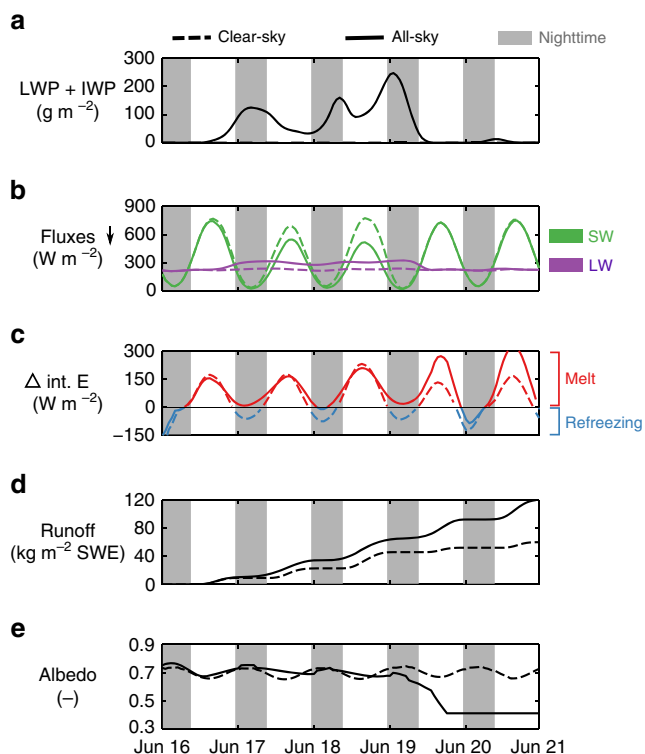 a
Clear-sky All-sky Nighttime
LWP + IWP
(g m −2)
300
200
100
0
b
Fluxes ↓
(W m −2)
900
600
300
0
SW
LW
c
△ int. E
(W m −2)
300
150
0
−150
Melt
Refreezing
d
Runoff
(kg m −2 SWE)
120
80
40
0
e
Albedo
(–)
0.9
0.7
0.5
0.3
Jun 16 Jun 17 Jun 18 Jun 19 Jun 20 Jun 21